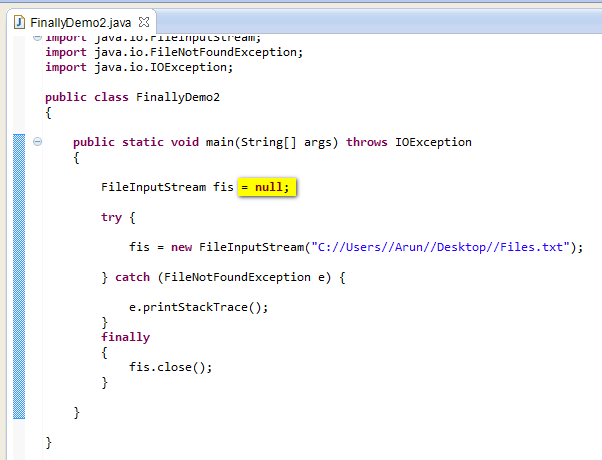 FinallyDemo2.java
import java.io.FileInputStream;
import java.io.FileNotFoundException;
import java.io.IOException;

public class FinallyDemo2
{

    public static void main(String[] args) throws IOException
    {

        FileInputStream fis = null;

        try {

            fis = new FileInputStream("C://Users//Arun//Desktop//Files.txt");

        } catch (FileNotFoundException e) {

            e.printStackTrace();
        }
        finally
        {
            fis.close();
        }

    }

}